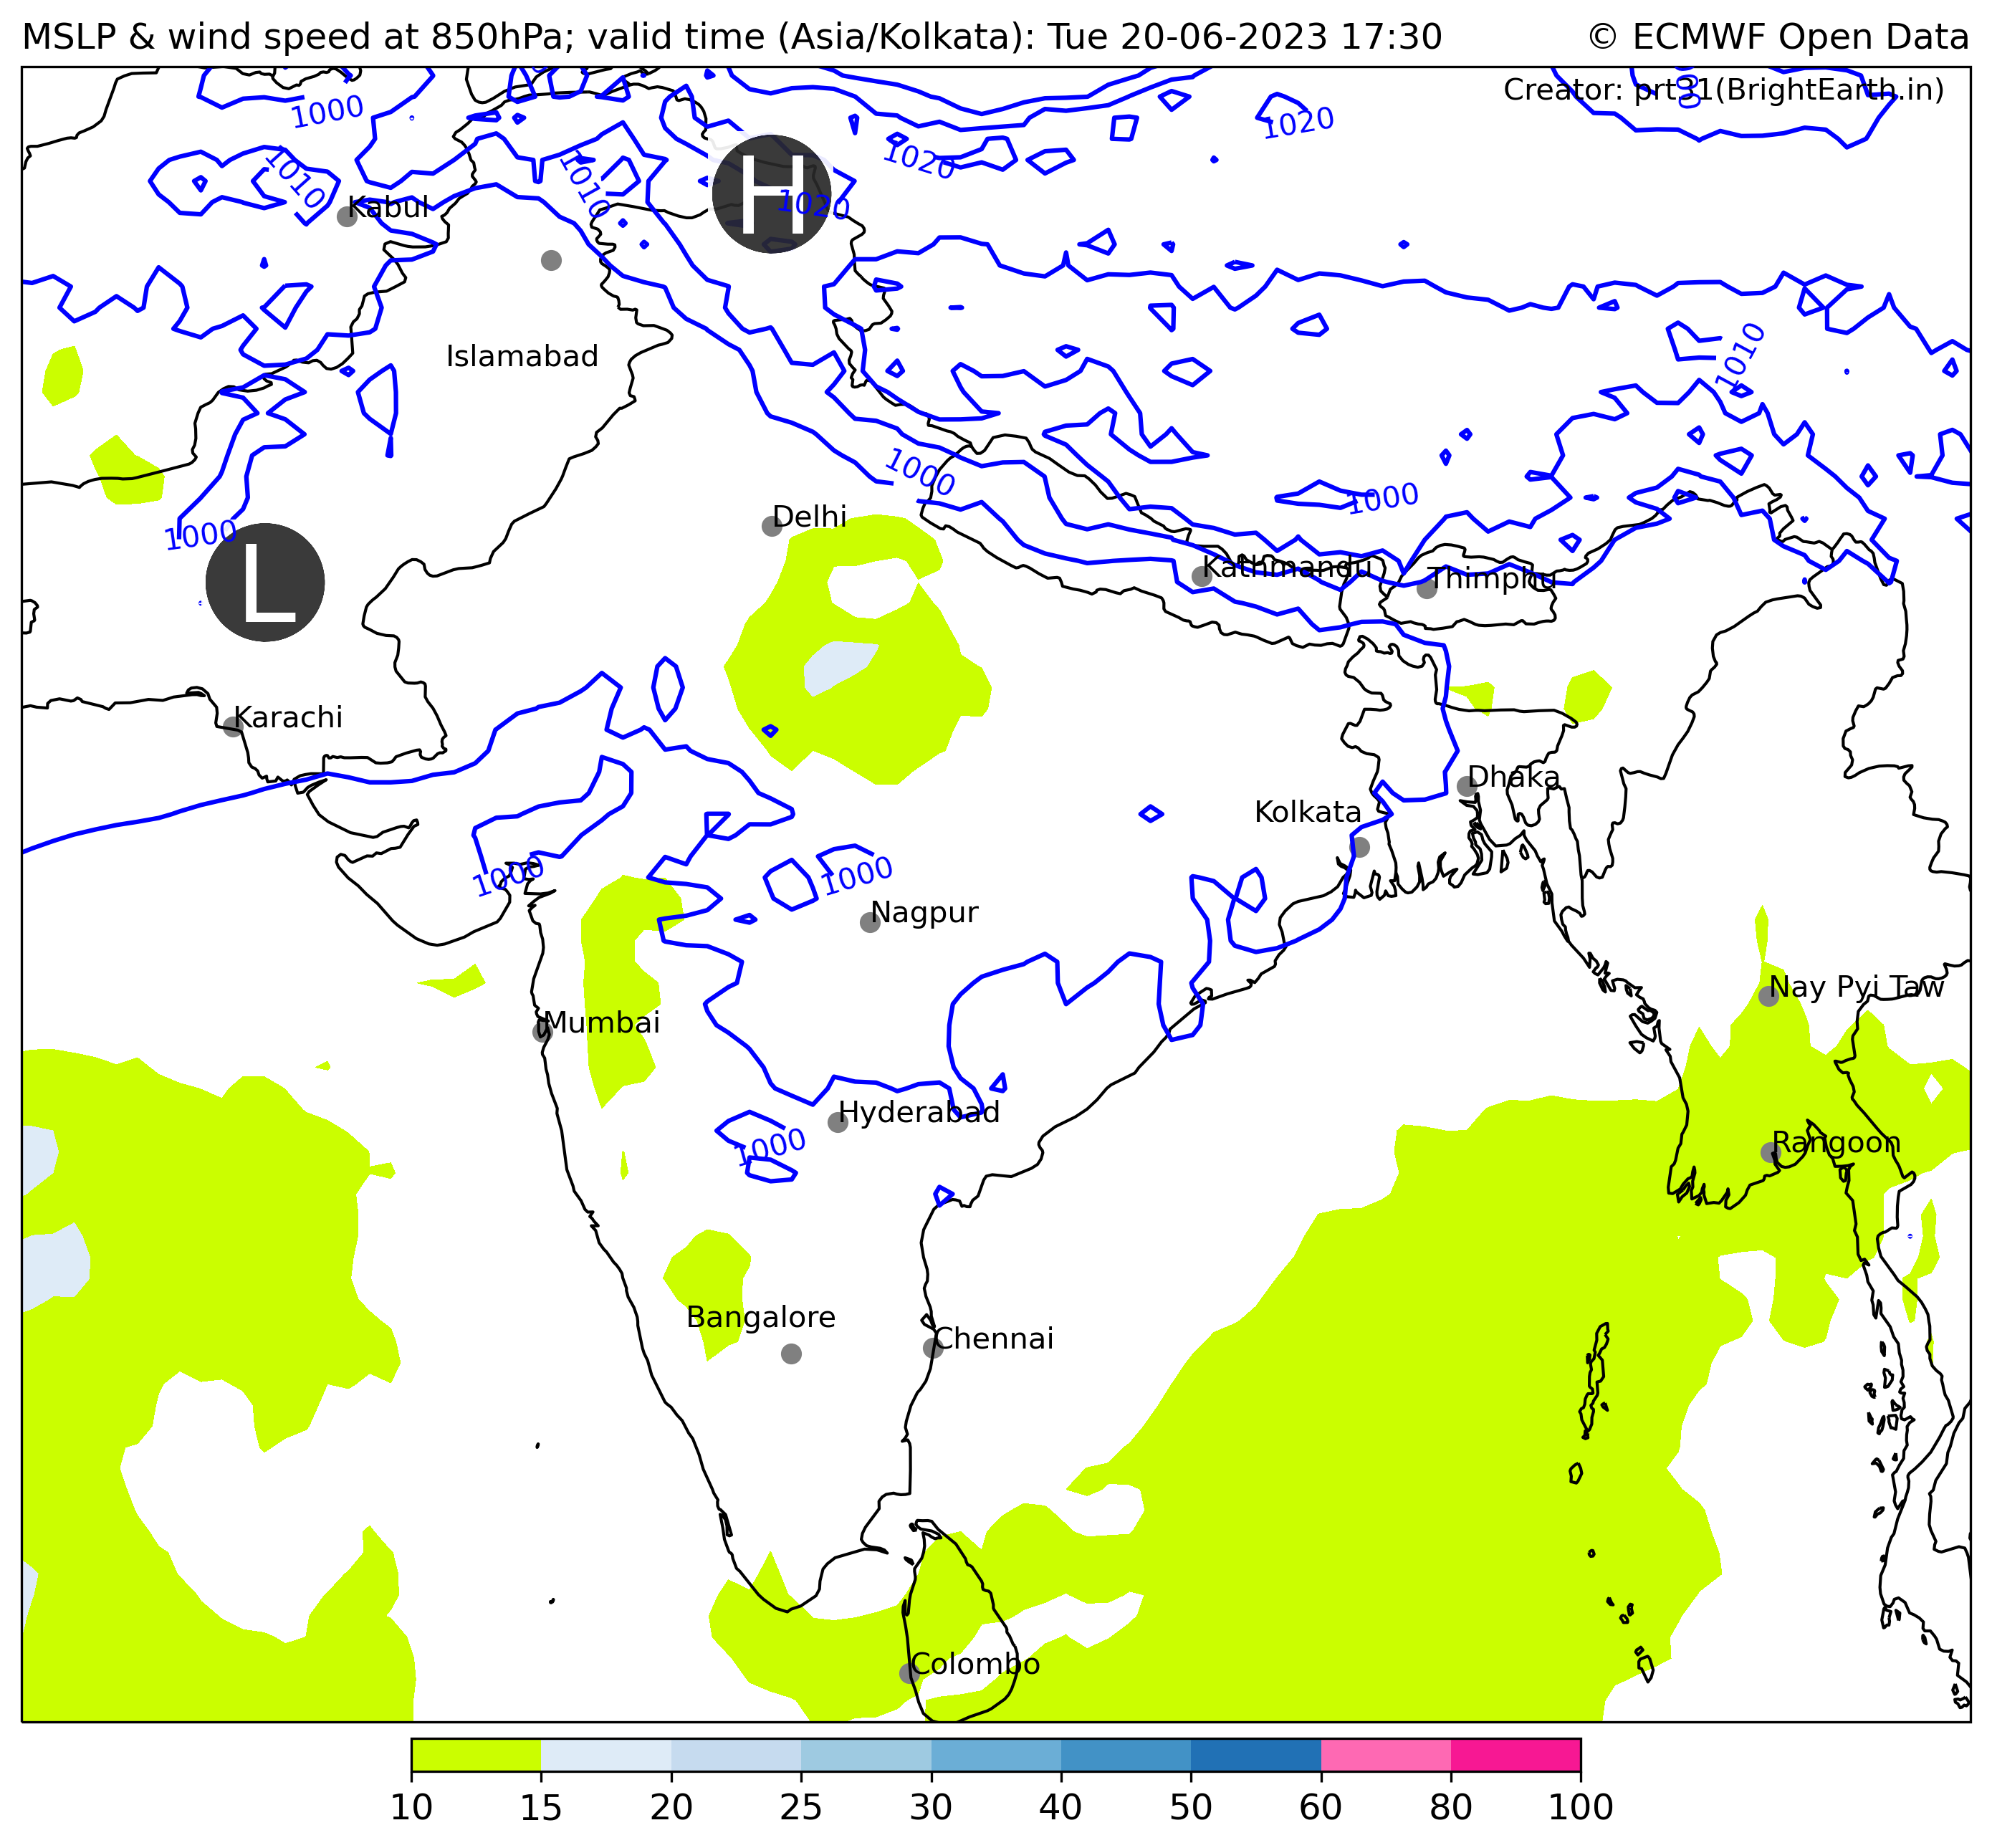 MSLP & wind speed at 850hPa; valid time (Asia/Kolkata): Tue 20-06-2023 17:30
© ECMWF Open Data
Creator: prt31(BrightEarth.in)
1000
1020
1020
1010
1010
H
1020
Kabul
Islamabad
1010
1000
1000
1000
Delhi
L
Kathmandu
Thimphu
Karachi
Dhaka
Kolkata
1000
1000
Nagpur
Nay Pyi Taw
Mumbai
Hyderabad
1000
Rangoon
Bangalore
Chennai
Colombo
10 15 20 25 30 40 50 60 80 100